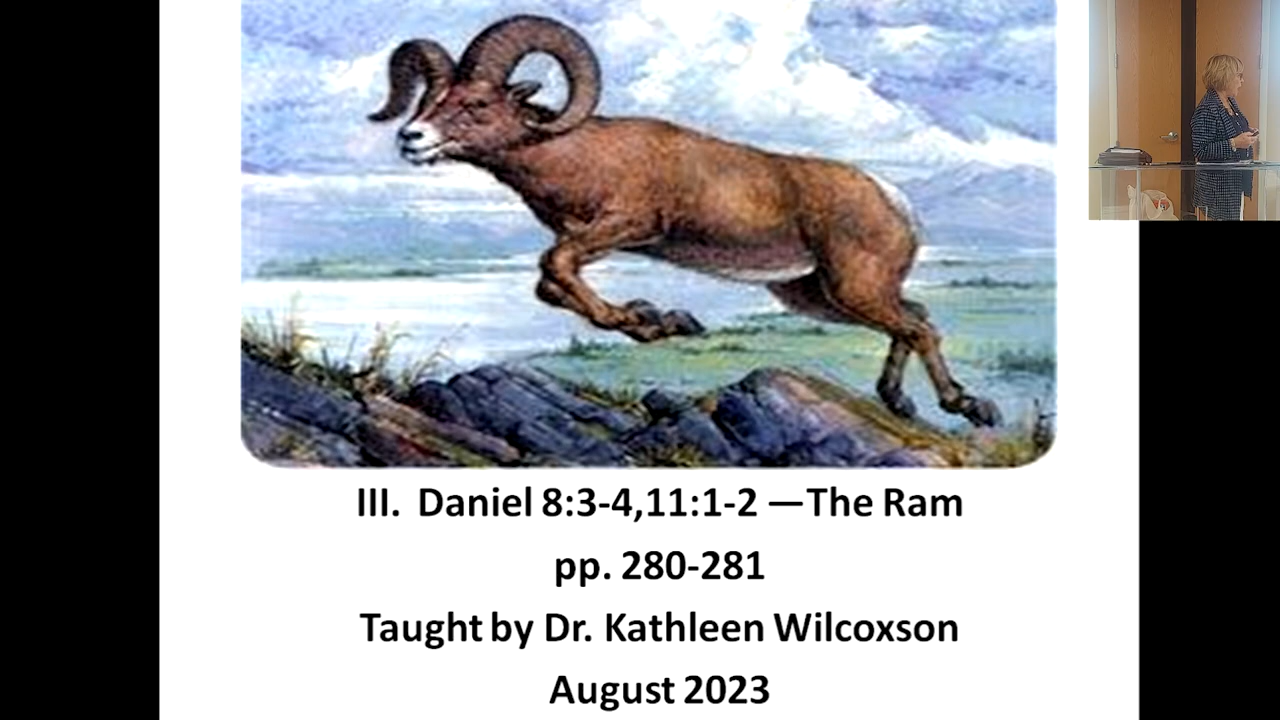 III. Daniel 8:3-4,11:1-2 —The Ram
pp. 280-281
Taught by Dr. Kathleen Wilcoxson
August 2023